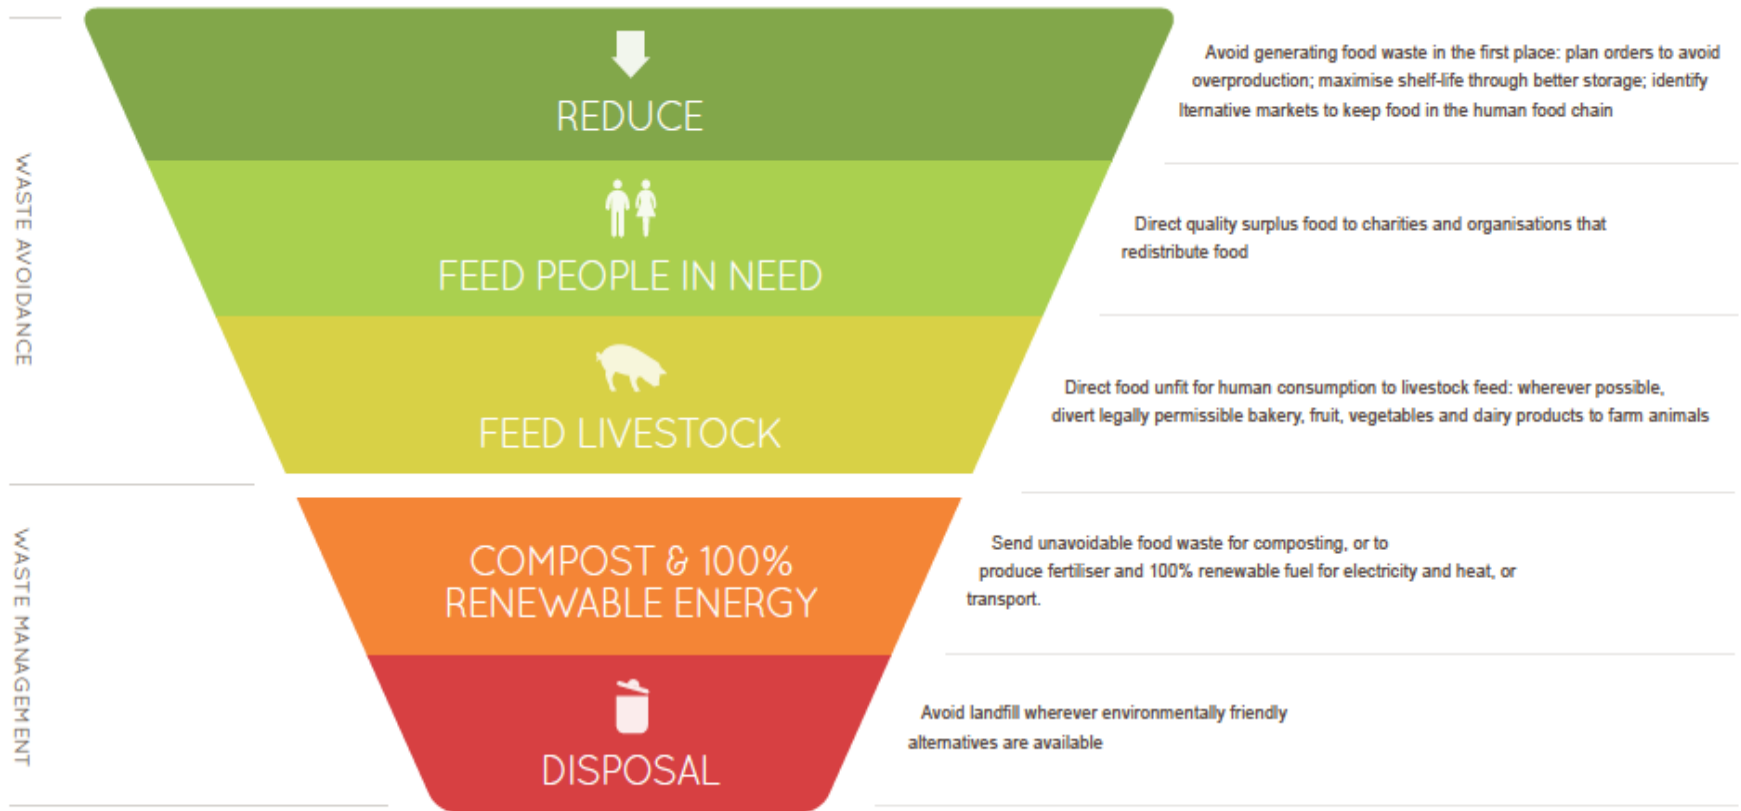 WASTE AVOIDANCE
REDUCE
Avoid generating food waste in the first place: plan orders to avoid
overproduction; maximise shelf-life through better storage; identify
lternative markets to keep food in the human food chain
FEED PEOPLE IN NEED
Direct quality surplus food to charities and organisations that
redistribute food
FEED LIVESTOCK
Direct food unfit for human consumption to livestock feed: wherever possible,
divert legally permissible bakery, fruit, vegetables and dairy products to farm animals
WASTE MANAGEMENT
COMPOST & 100%
RENEWABLE ENERGY
Send unavoidable food waste for composting, or to
produce fertiliser and 100% renewable fuel for electricity and heat, or
transport.
DISPOSAL
Avoid landfill wherever environmentally friendly
alternatives are available